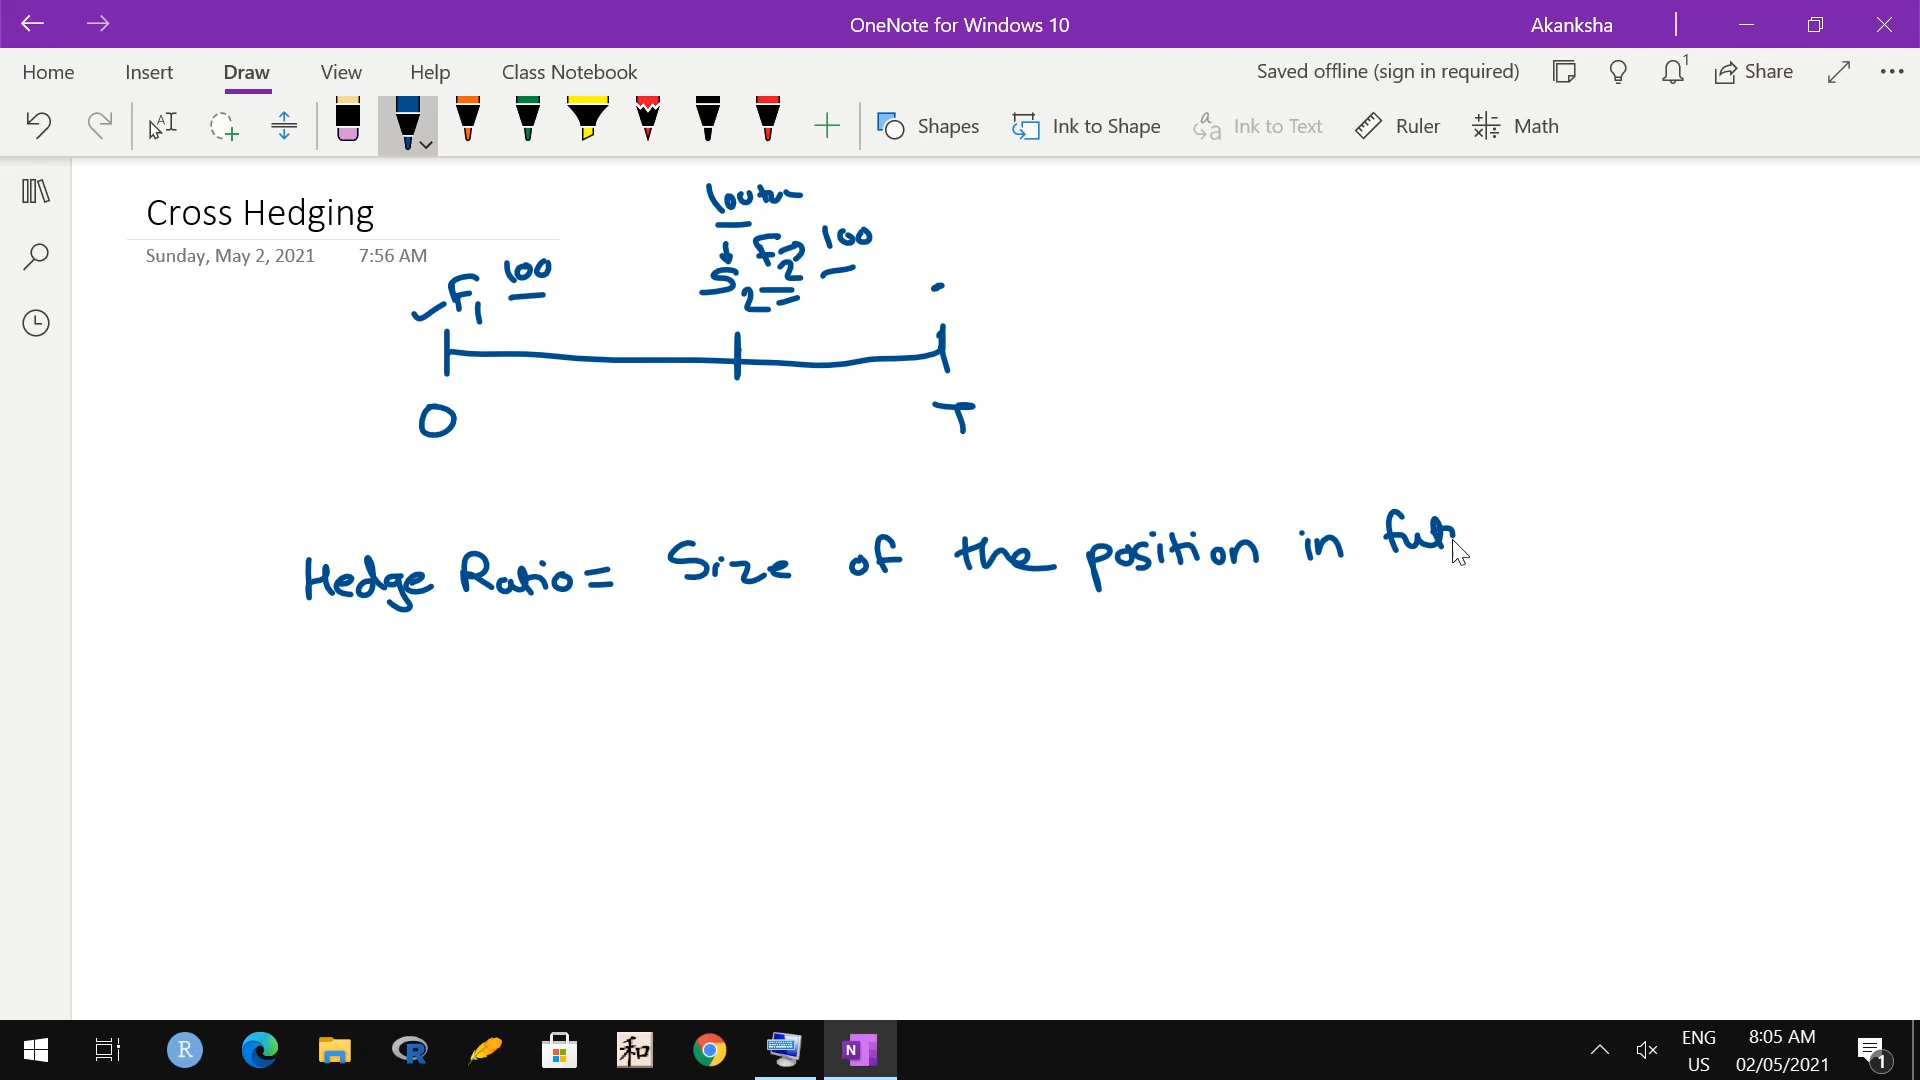 OneNote for Windows 10
Akanksha
Home Insert Draw View Help Class Notebook
Saved offline (sign in required) 1 Share
Shapes Ink to Shape Ink to Text Ruler Math
Cross Hedging
Sunday, May 2, 2021 7:56 AM
F1 100
S2 F2 100
O T
Hedge Ratio = Size of the position in fut
ENG
US
8:05 AM
02/05/2021
1